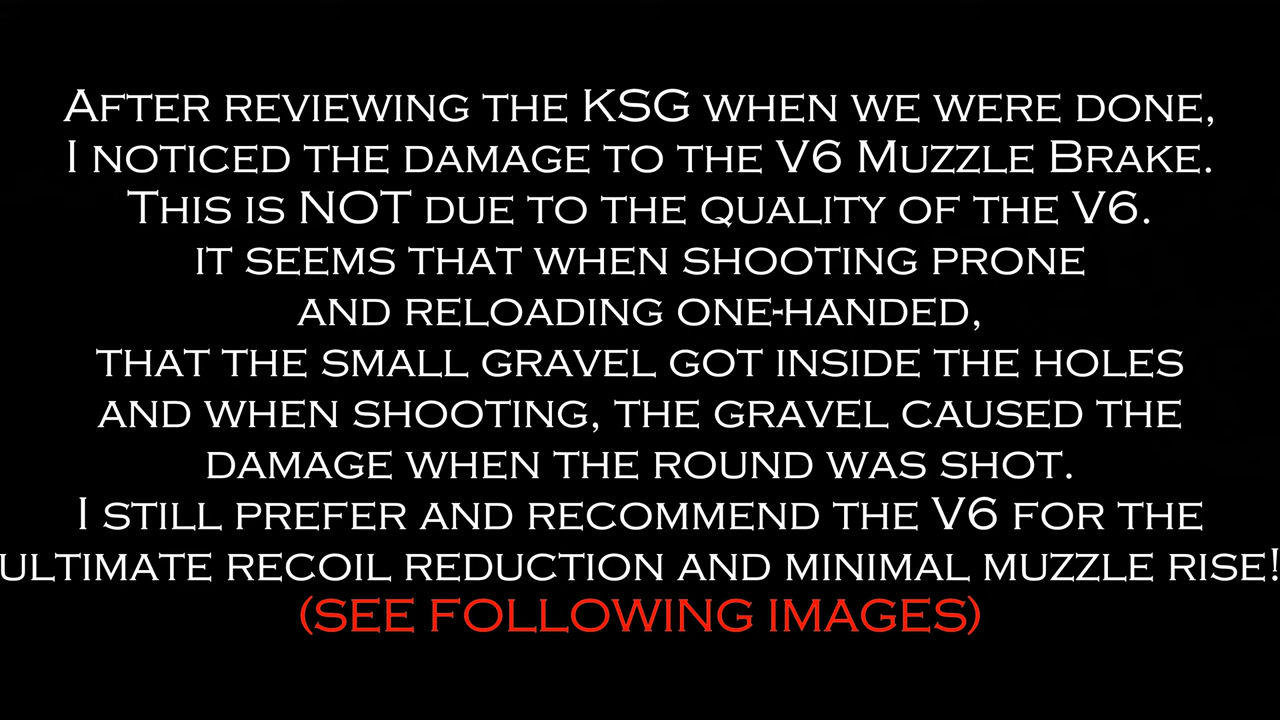 After reviewing the KSG when we were done,
I noticed the damage to the V6 Muzzle Brake.
This is NOT due to the quality of the V6.
it seems that when shooting prone
and reloading one-handed,
that the small gravel got inside the holes
and when shooting, the gravel caused the
damage when the round was shot.
I still prefer and recommend the V6 for the
ultimate recoil reduction and minimal muzzle rise!
(SEE FOLLOWING IMAGES)